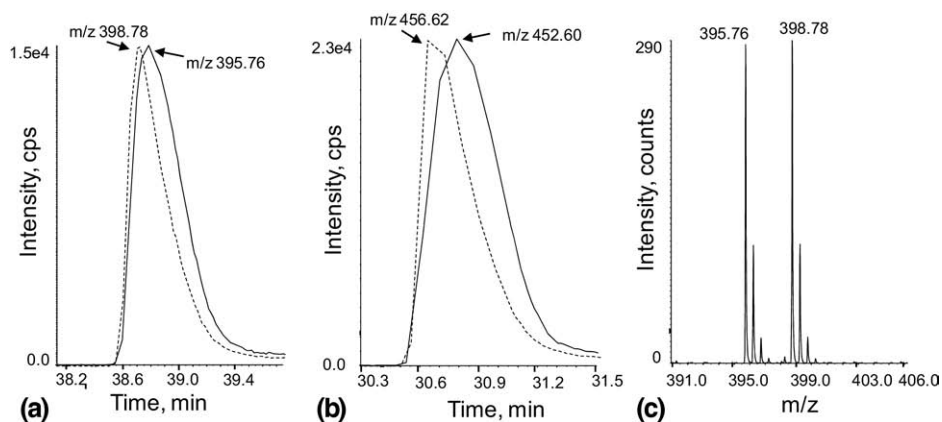 1.5e4
m/z 398.78
m/z 395.76
Intensity, cps
0.0
38.2 38.6 39.0 39.4
(a) Time, min
2.3e4
m/z 456.62
m/z 452.60
Intensity, cps
0.0
30.3 30.6 30.9 31.2 31.5
(b) Time, min
290
395.76 398.78
Intensity, counts
0
391.0 395.0 399.0 403.0 406.0
(c) m/z